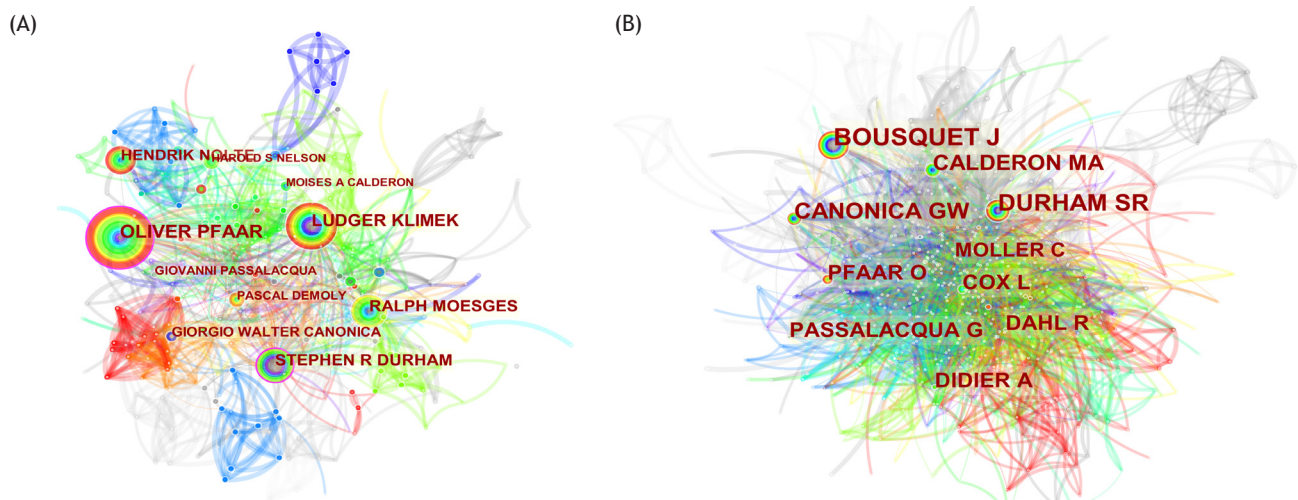 (A)
HENDRIK NOLTE
HAROLD S NELSON
MOISES A CALDERON
LUDGER KLIMEK
OLIVER PFAAR
GIOVANNI PASSALACQUA
PASCAL DEMOLY
RALPH MOESGES
GIORGIO WALTER CANONICA
STEPHEN R DURHAM
(B)
BOUSQUET J
CALDERON MA
CANONICA GW
DURHAM SR
MOLLER C
PFAAR O
COX L
PASSALACQUA G
DAHL R
DIDIER A